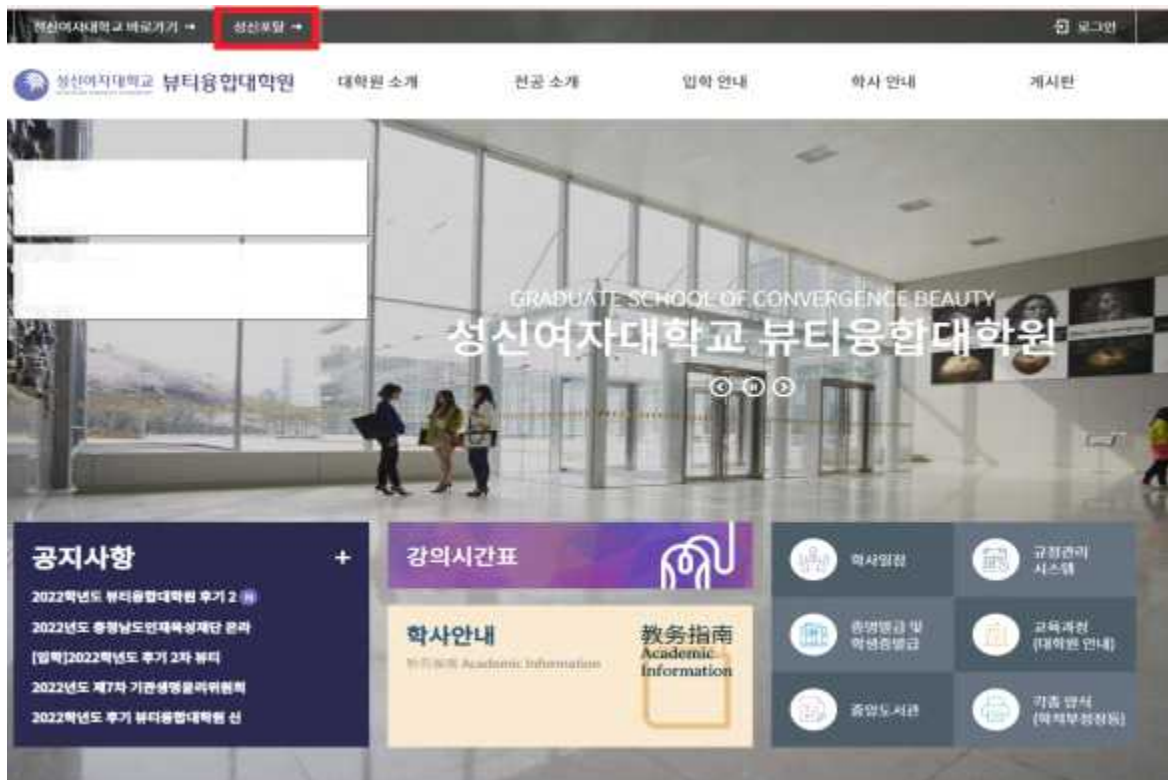 성신여자대학교 바로가기 →
성신포털 →
로그인
성신여자대학교 뷰티융합대학원
대학원 소개
전공 소개
입학 안내
학사 안내
게시판
GRADUATE SCHOOL OF CONVERGENCE BEAUTY
성신여자대학교 뷰티융합대학원
공지사항 +
2022학년도 뷰티융합대학원 후기 2
2022년도 충청남도인재육성재단 온라
[입학]2022학년도 후기 2차 뷰티
2022년도 제7차 기관생명윤리위원회
2022학년도 후기 뷰티융합대학원 신
강의시간표
학사안내
Academic Information
教务指南
Academic
Information
학사일정
규정관리
시스템
증명발급 및
학생증발급
교육과정
(대학원 안내)
중앙도서관
각종 양식
(학적부정정등)